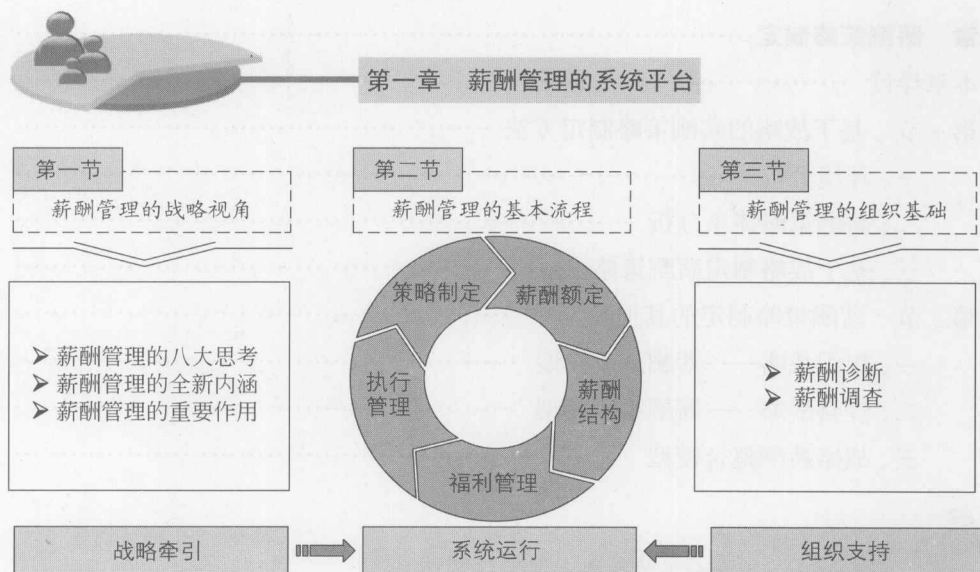 第一章 薪酬管理的系统平台
第一节
薪酬管理的战略视角
➢ 薪酬管理的八大思考
➢ 薪酬管理的全新内涵
➢ 薪酬管理的重要作用
战略牵引
第二节
薪酬管理的基本流程
策略制定
薪酬额定
薪酬
结构
福利管理
执行
管理
系统运行
第三节
薪酬管理的组织基础
➢ 薪酬诊断
➢ 薪酬调查
组织支持